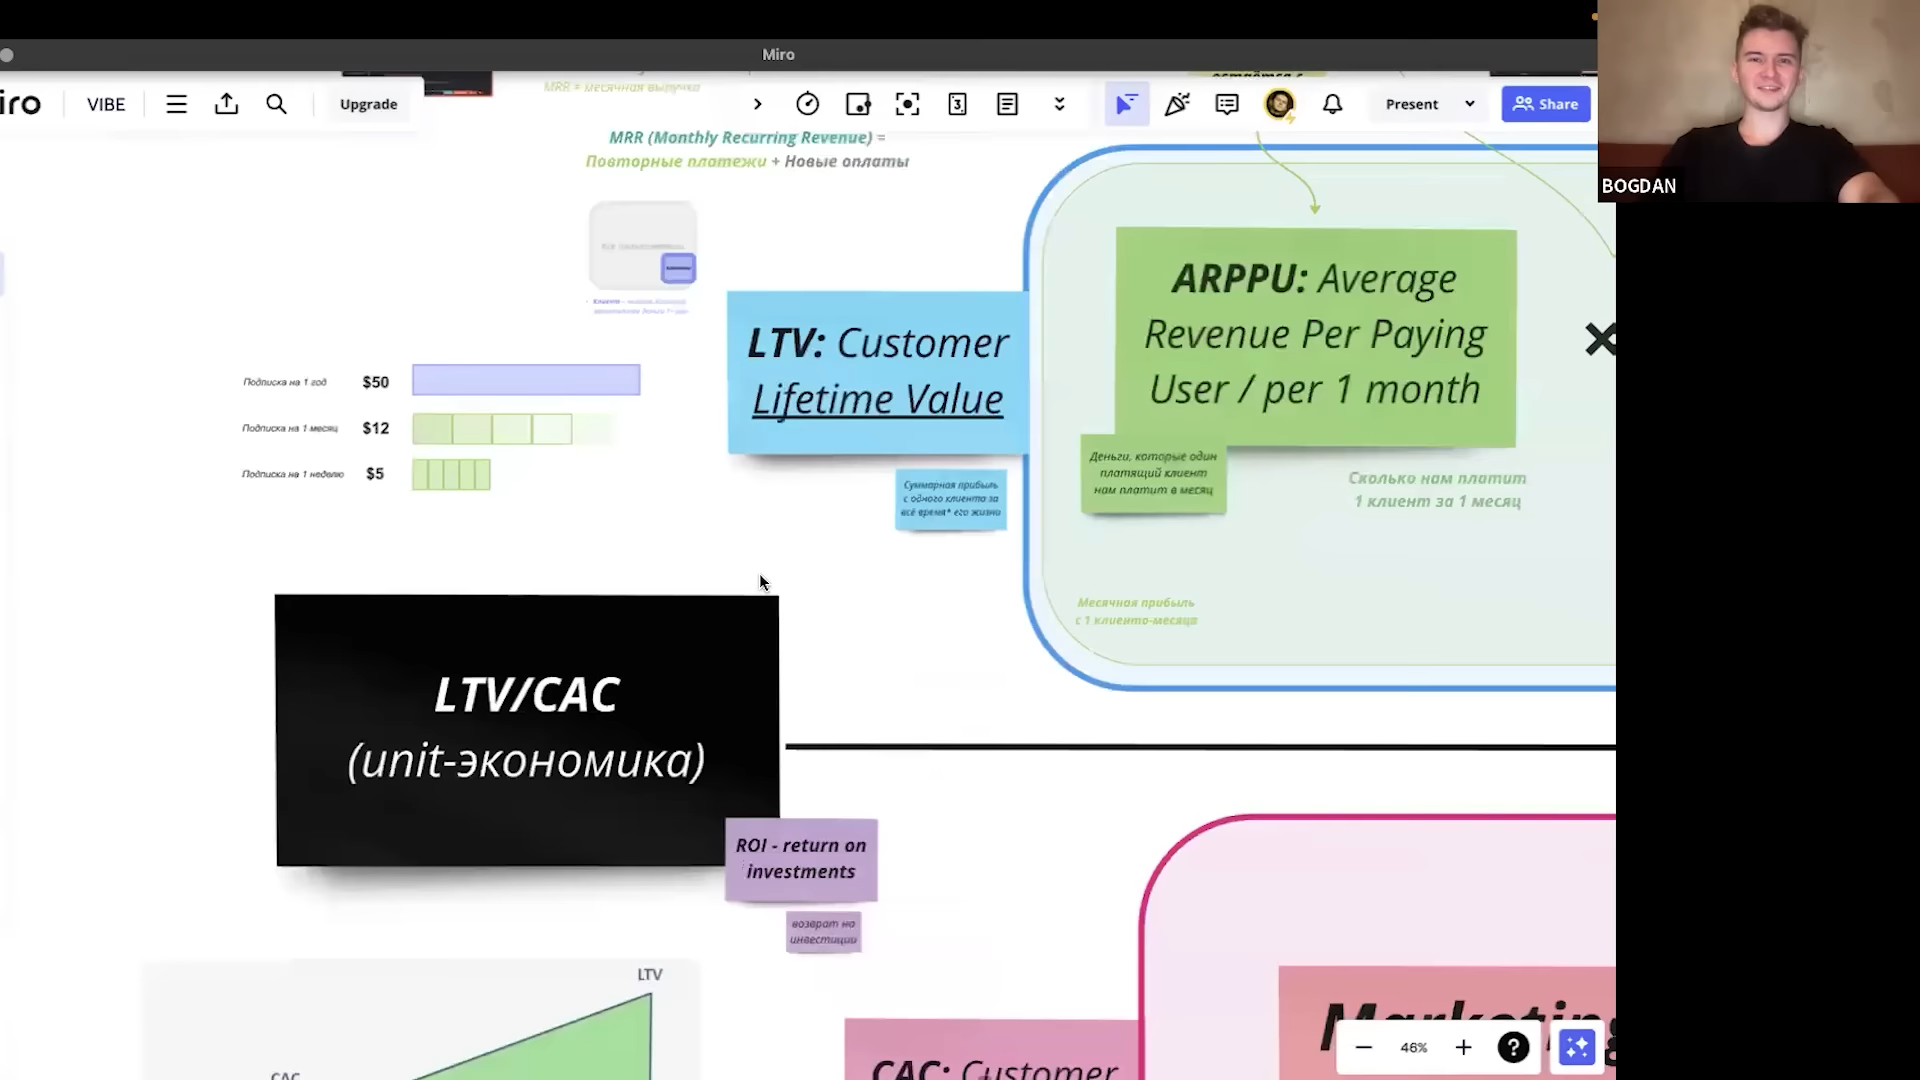 Miro
iro
VIBE
Upgrade
3
Present
Share
BOGDAN
MRR = месячная выручка
остаётся с
MRR (Monthly Recurring Revenue) =
Повторные платежи + Новые оплаты
LTV: Customer
Lifetime Value
ARPPU: Average
Revenue Per Paying
User / per 1 month
×
Подписка на 1 год $50
Подписка на 1 месяц $12
Подписка на 1 неделю $5
Суммарная прибыль
с одного клиента за
всё время* его жизни
Деньги, которые один
платящий клиент
нам платит в месяц
Сколько нам платит
1 клиент за 1 месяц
Месячная прибыль
с 1 клиенто-месяца
LTV/CAC
(unit-экономика)
ROI - return on
investments
возврат на
инвестиции
LTV
CAC
CAC: Customer
Marketing
46%
?